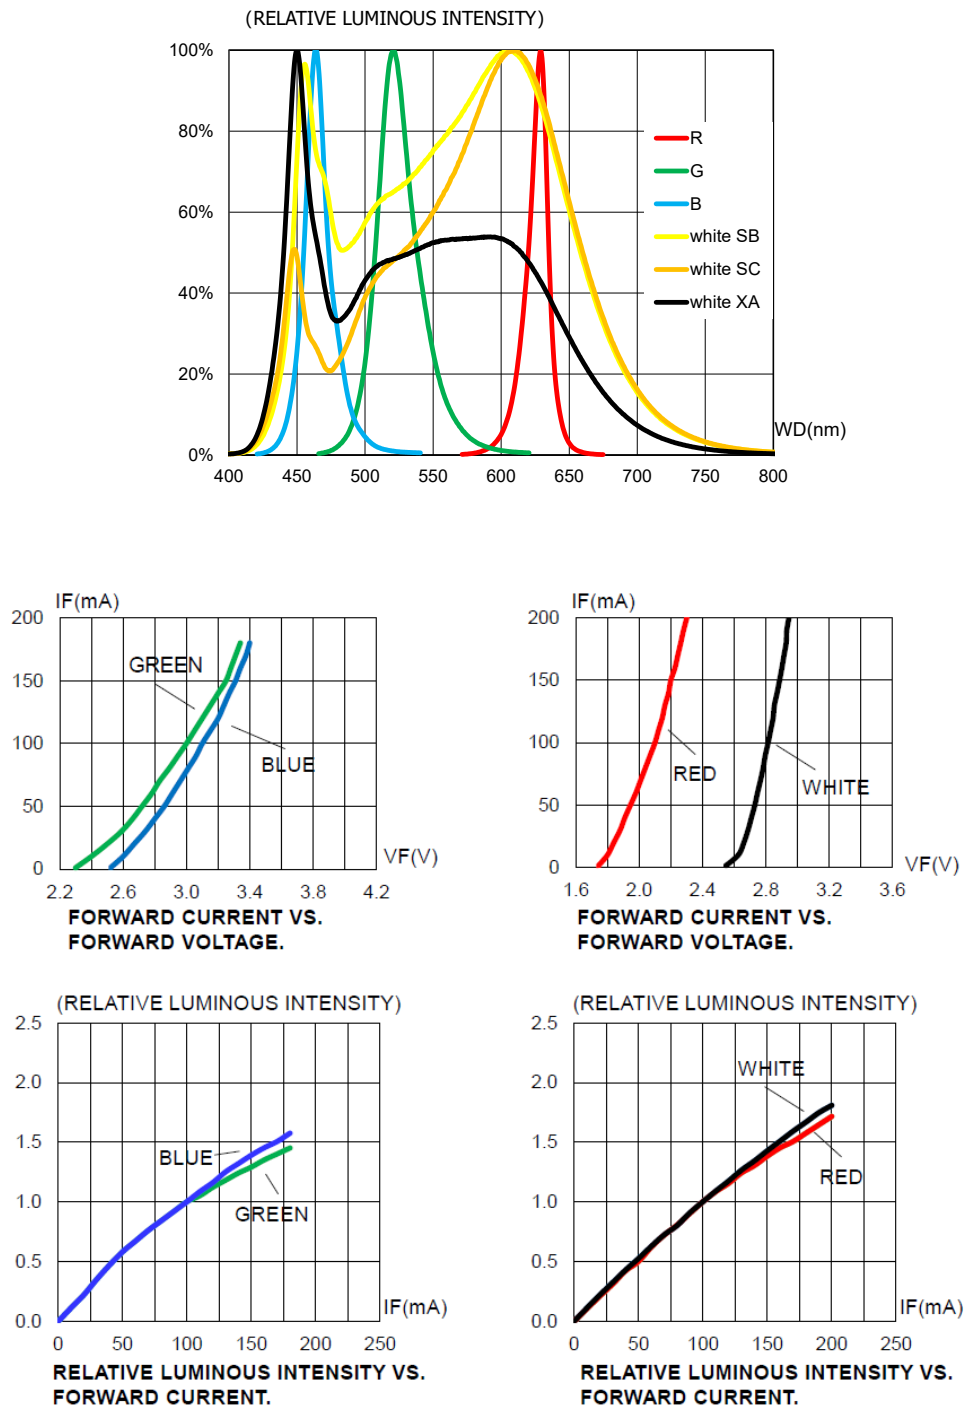 (RELATIVE LUMINOUS INTENSITY)
100%
80%
60%
40%
20%
0%
R
G
B
white SB
white SC
white XA
WD(nm)
400 450 500 550 600 650 700 750 800
IF(mA)
200
150
100
50
0
GREEN
BLUE
VF(V)
2.2 2.6 3.0 3.4 3.8 4.2
FORWARD CURRENT VS.
FORWARD VOLTAGE.
IF(mA)
200
150
100
50
0
RED
WHITE
VF(V)
1.6 2.0 2.4 2.8 3.2 3.6
FORWARD CURRENT VS.
FORWARD VOLTAGE.
(RELATIVE LUMINOUS INTENSITY)
2.5
2.0
1.5
1.0
0.5
0.0
BLUE
GREEN
IF(mA)
0 50 100 150 200 250
RELATIVE LUMINOUS INTENSITY VS.
FORWARD CURRENT.
(RELATIVE LUMINOUS INTENSITY)
2.5
2.0
1.5
1.0
0.5
0.0
WHITE
RED
IF(mA)
0 50 100 150 200 250
RELATIVE LUMINOUS INTENSITY VS.
FORWARD CURRENT.